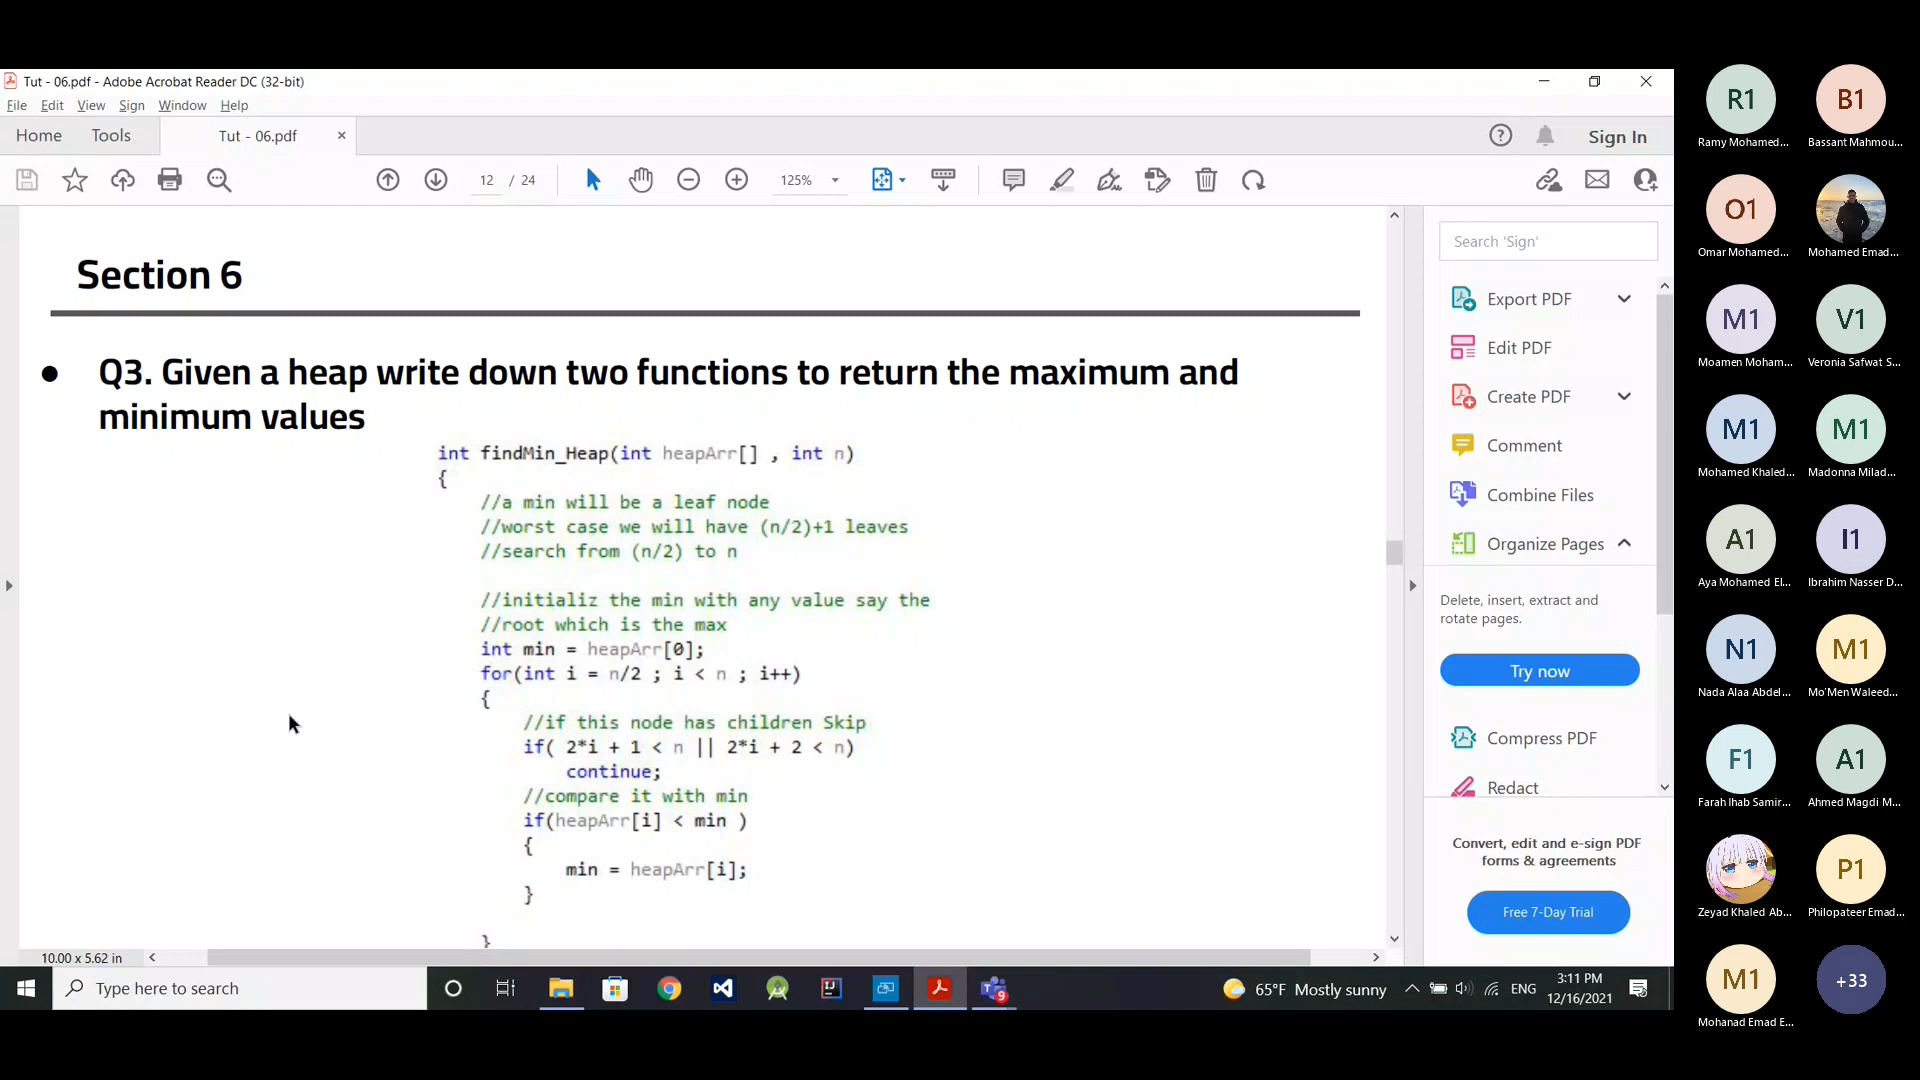 Tut - 06.pdf - Adobe Acrobat Reader DC (32-bit)
File Edit View Sign Window Help
Home Tools Tut - 06.pdf × Sign In
12 / 24 125%
Section 6
● Q3. Given a heap write down two functions to return the maximum and
minimum values
int findMin_Heap(int heapArr[] , int n)
{
//a min will be a leaf node
//worst case we will have (n/2)+1 leaves
//search from (n/2) to n
//initializ the min with any value say the
//root which is the max
int min = heapArr[0];
for(int i = n/2 ; i < n ; i++)
{
//if this node has children Skip
if( 2*i + 1 < n || 2*i + 2 < n)
continue;
//compare it with min
if(heapArr[i] < min )
{
min = heapArr[i];
}
}
10.00 x 5.62 in
Search 'Sign'
Export PDF
Edit PDF
Create PDF
Comment
Combine Files
Organize Pages
Delete, insert, extract and
rotate pages.
Try now
Compress PDF
Redact
Convert, edit and e-sign PDF
forms & agreements
Free 7-Day Trial
Type here to search
9
65°F Mostly sunny
ENG
3:11 PM
12/16/2021
R1 B1
Ramy Mohamed... Bassant Mahmou...
O1
Omar Mohamed... Mohamed Emad...
M1 V1
Moamen Moham... Veronia Safwat S...
M1 M1
Mohamed Khaled... Madonna Milad...
A1 I1
Aya Mohamed El... Ibrahim Nasser D...
N1 M1
Nada Alaa Abdel... Mo'Men Waleed...
F1 A1
Farah Ihab Samir... Ahmed Magdi M...
P1
Zeyad Khaled Ab... Philopateer Emad...
M1 +33
Mohanad Emad E...